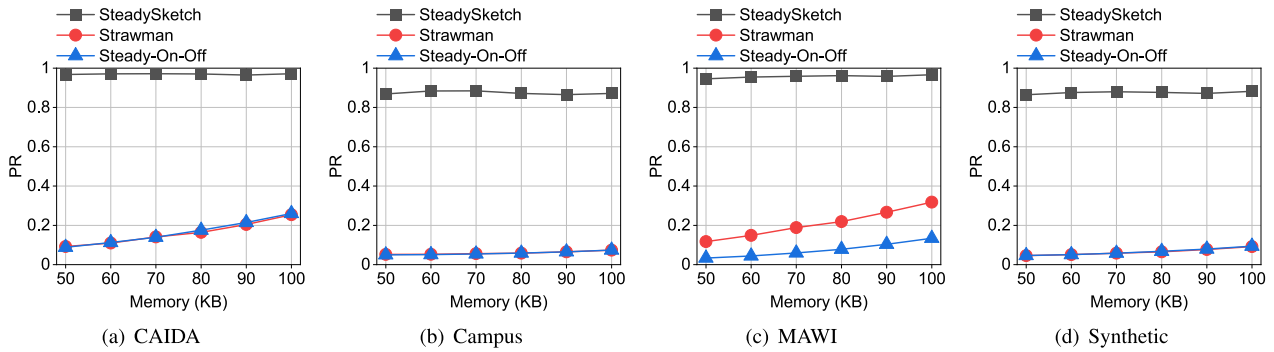 SteadySketch
Strawman
Steady-On-Off
1
0.8
0.6
0.4
0.2
0
PR
50 60 70 80 90 100
Memory (KB)
(a) CAIDA
SteadySketch
Strawman
Steady-On-Off
1
0.8
0.6
0.4
0.2
0
PR
50 60 70 80 90 100
Memory (KB)
(b) Campus
SteadySketch
Strawman
Steady-On-Off
1
0.8
0.6
0.4
0.2
0
PR
50 60 70 80 90 100
Memory (KB)
(c) MAWI
SteadySketch
Strawman
Steady-On-Off
1
0.8
0.6
0.4
0.2
0
PR
50 60 70 80 90 100
Memory (KB)
(d) Synthetic